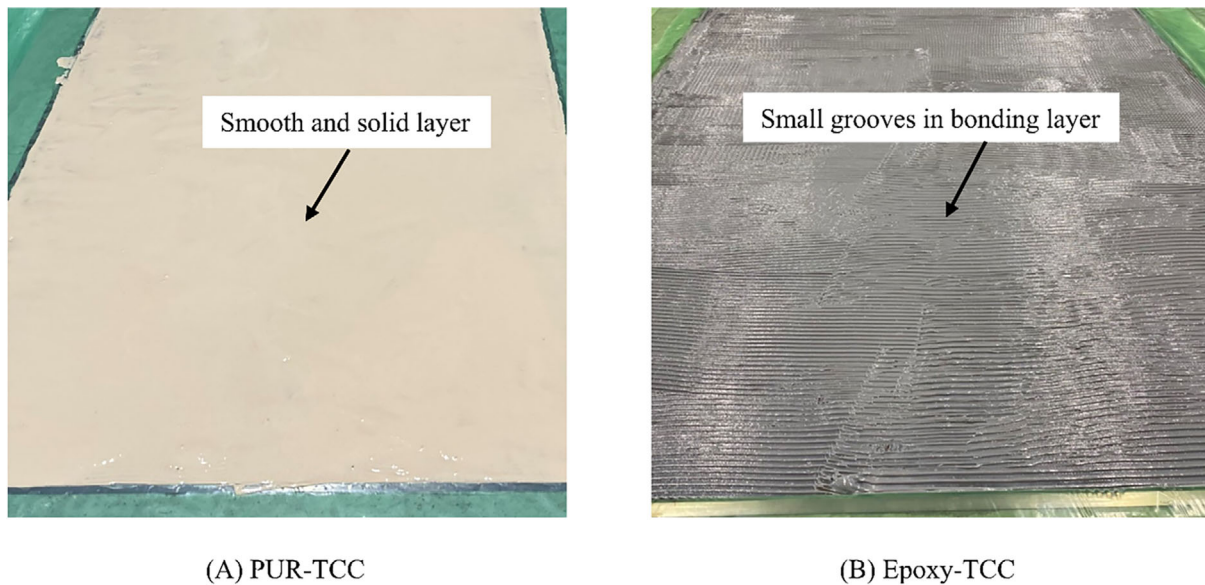 Smooth and solid layer
Small grooves in bonding layer
(A) PUR-TCC
(B) Epoxy-TCC